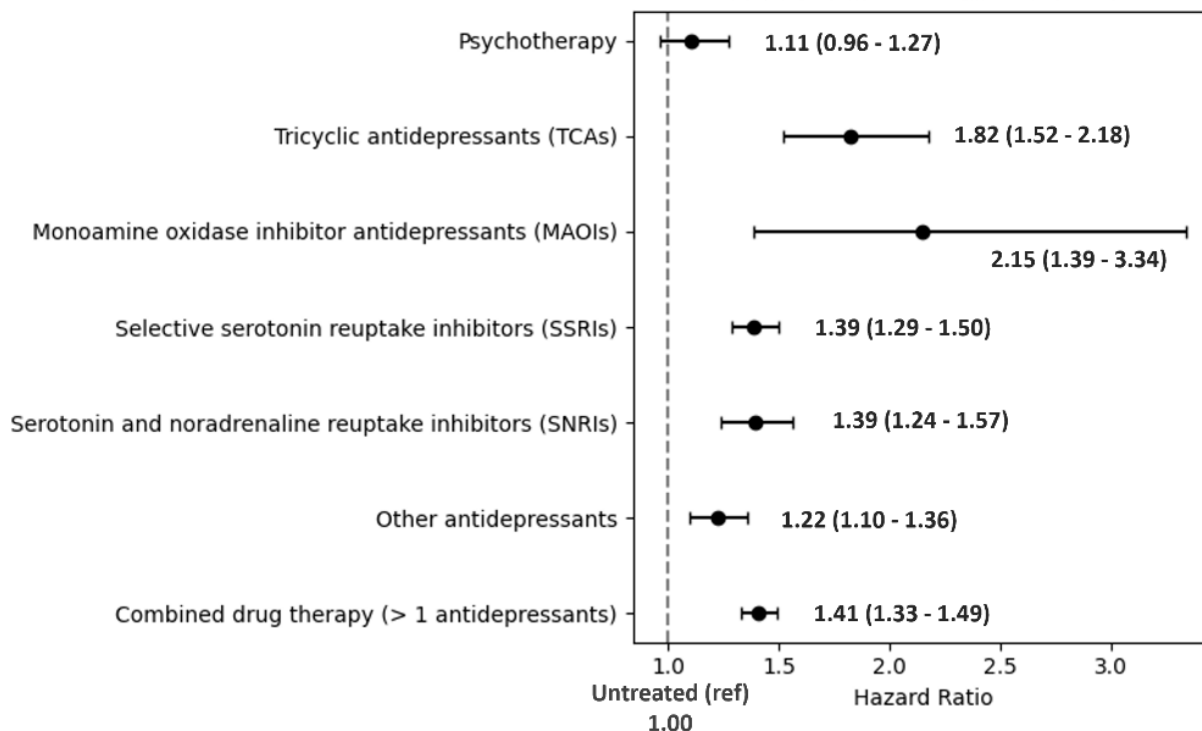 Psychotherapy
1.11 (0.96 - 1.27)
Tricyclic antidepressants (TCAs)
1.82 (1.52 - 2.18)
Monoamine oxidase inhibitor antidepressants (MAOIs)
2.15 (1.39 - 3.34)
Selective serotonin reuptake inhibitors (SSRIs)
1.39 (1.29 - 1.50)
Serotonin and noradrenaline reuptake inhibitors (SNRIs)
1.39 (1.24 - 1.57)
Other antidepressants
1.22 (1.10 - 1.36)
Combined drug therapy (> 1 antidepressants)
1.41 (1.33 - 1.49)
1.0 1.5 2.0 2.5 3.0
Untreated (ref)
1.00
Hazard Ratio